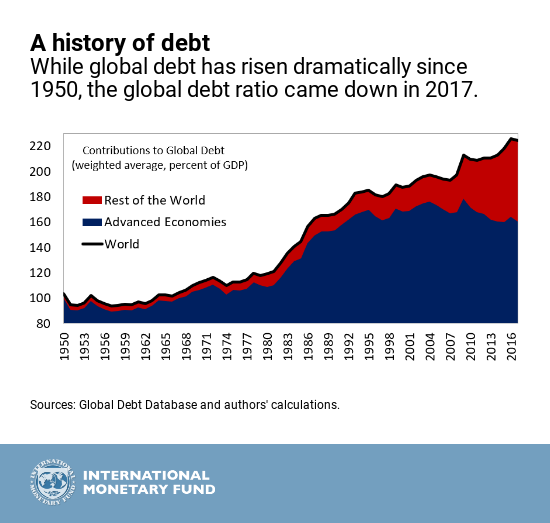 A history of debt
While global debt has risen dramatically since
1950, the global debt ratio came down in 2017.
Contributions to Global Debt
(weighted average, percent of GDP)
Rest of the World
Advanced Economies
World
220
200
180
160
140
120
100
80
1950
1953
1956
1959
1962
1965
1968
1971
1974
1977
1980
1983
1986
1989
1992
1995
1998
2001
2004
2007
2010
2013
2016
Sources: Global Debt Database and authors' calculations.
INTERNATIONAL MONETARY FUND
INTERNATIONAL
MONETARY FUND